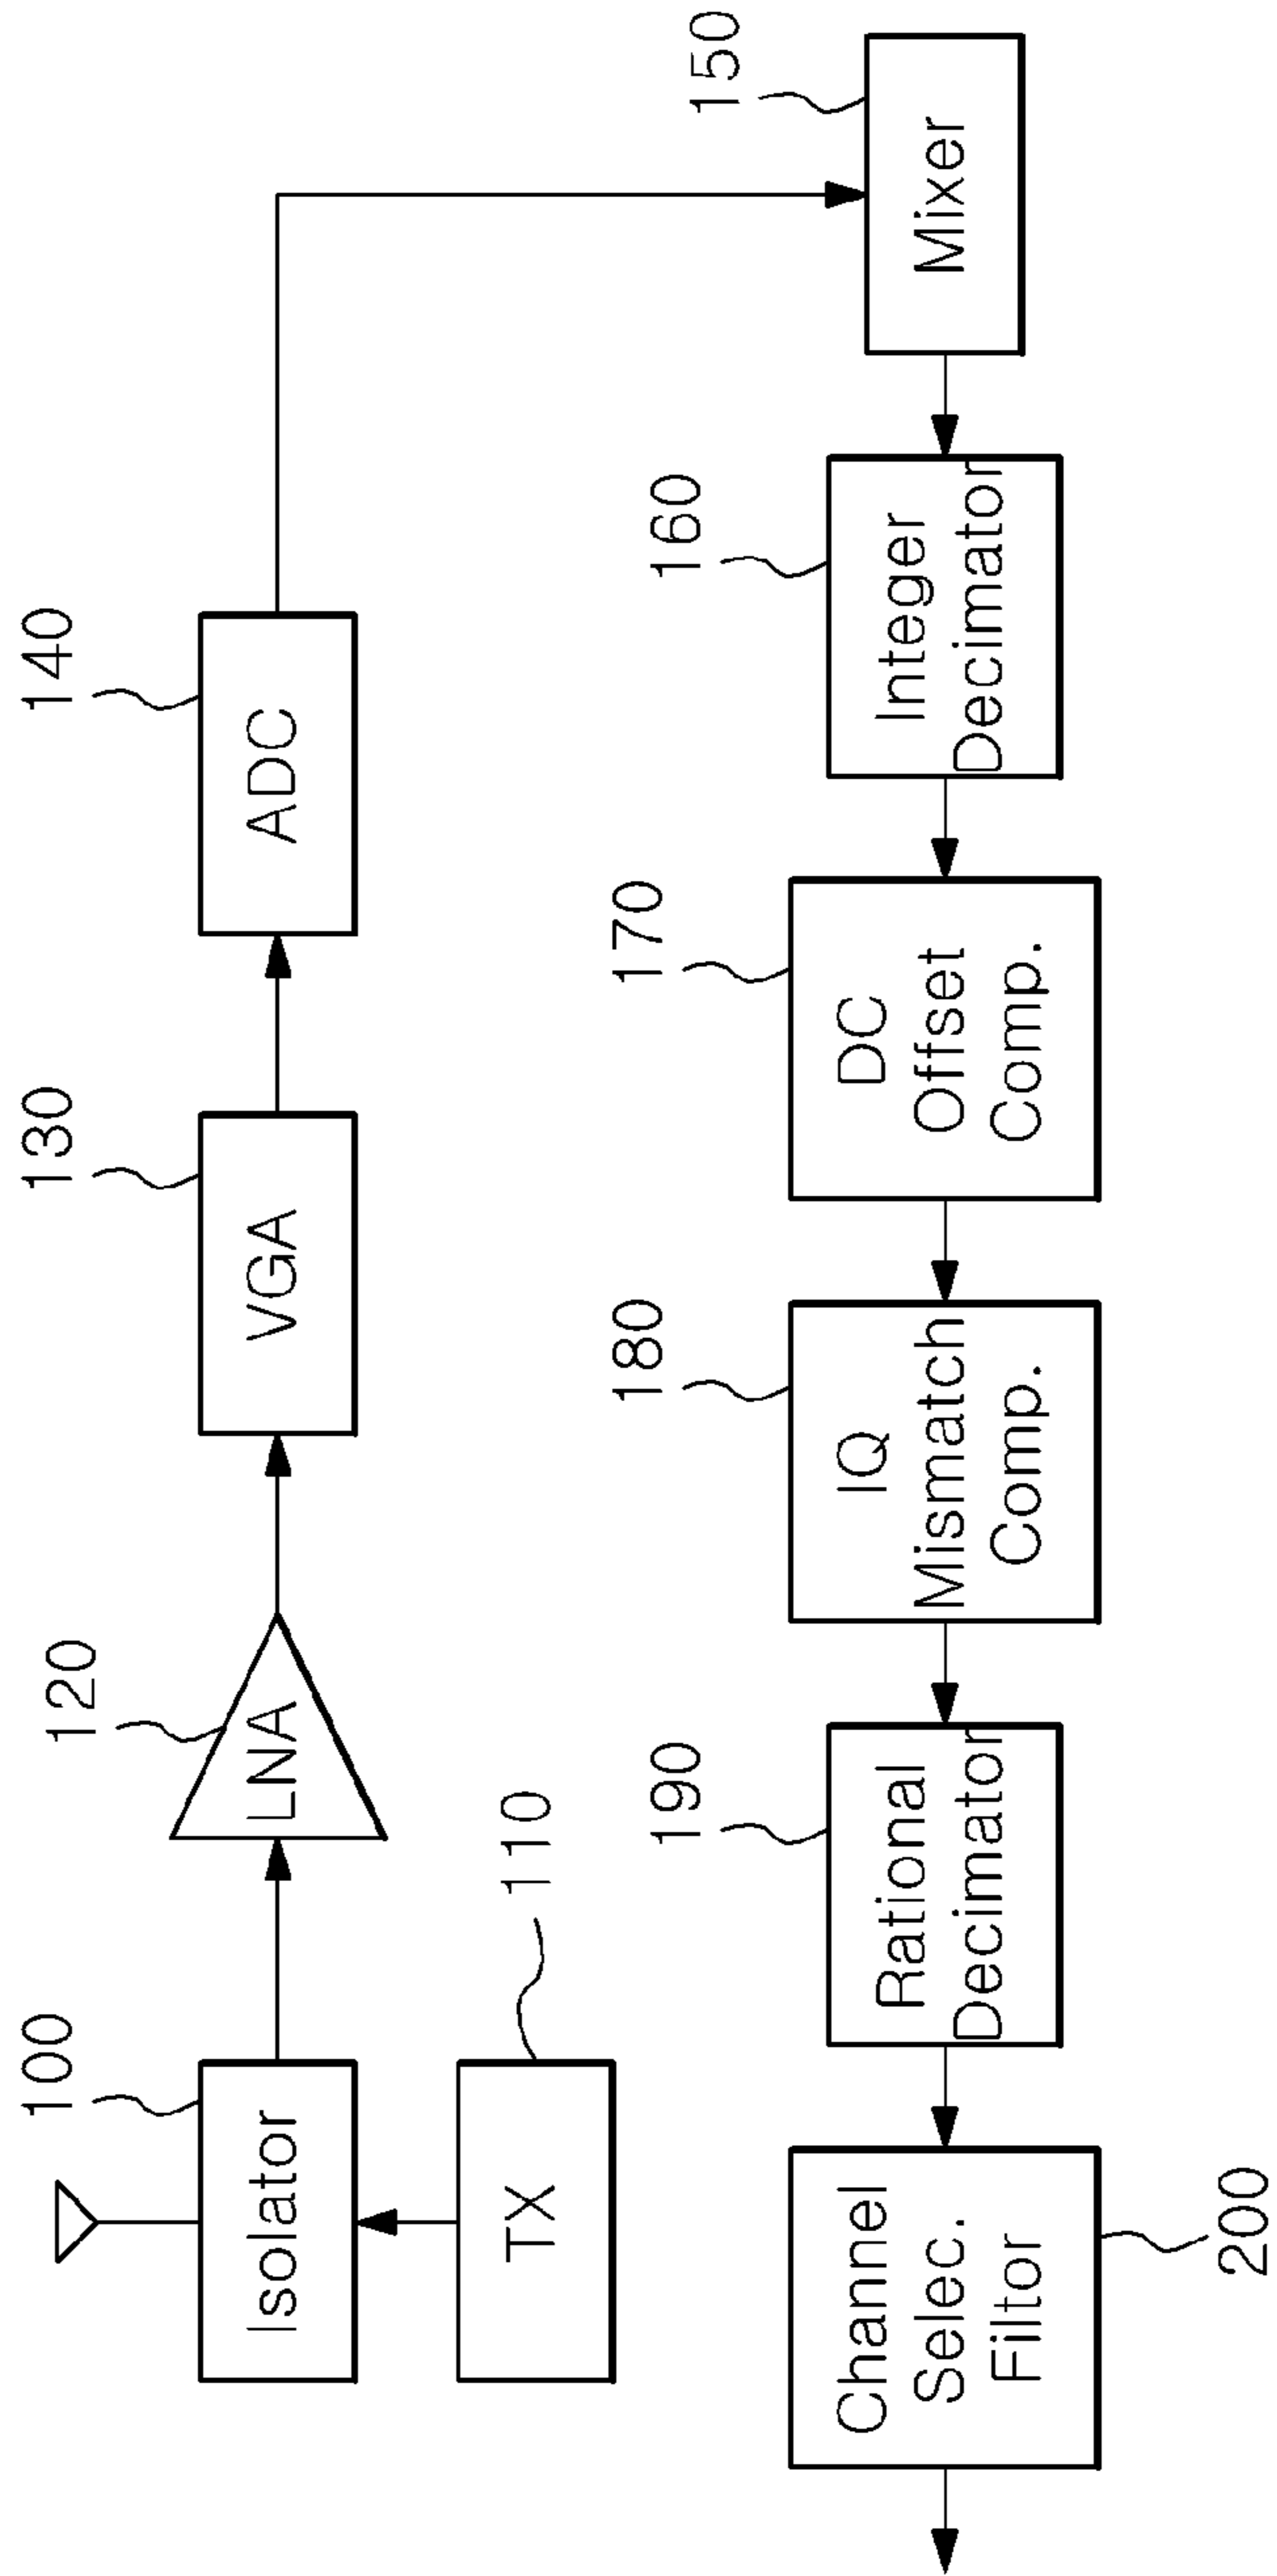 100
Isolator
TX
110
120
LNA
130
VGA
140
ADC
150
Mixer
160
Integer
Decimator
170
DC
Offset
Comp.
180
IQ
Mismatch
Comp.
190
Rational
Decimator
Channel
Selec.
Filtor
200